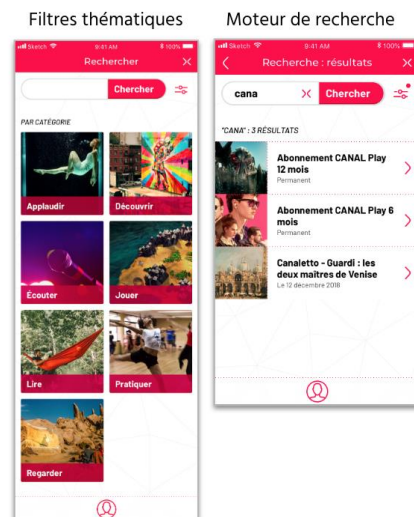 Filtres thématiques
Sketch 9:41 AM 100%
Rechercher
Chercher
PAR CATÉGORIE
Applaudir Découvrir
Écouter Jouer
Lire Pratiquer
Regarder
Moteur de recherche
Sketch 9:41 AM 100%
Recherche : résultats
cana Chercher
"CANA" : 3 RÉSULTATS
Abonnement CANAL Play
12 mois
Permanent
Abonnement CANAL Play 6
mois
Permanent
Canaletto - Guardi : les
deux maîtres de Venise
Le 12 décembre 2018